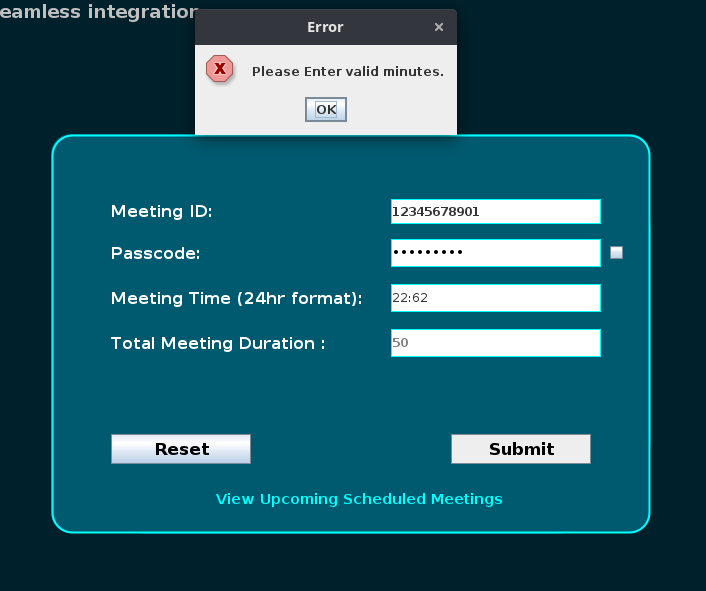 eamless integration
Error
×
X
Please Enter valid minutes.
OK
Meeting ID:
12345678901
Passcode:
•••••••••
Meeting Time (24hr format):
22:62
Total Meeting Duration :
50
Reset
Submit
View Upcoming Scheduled Meetings